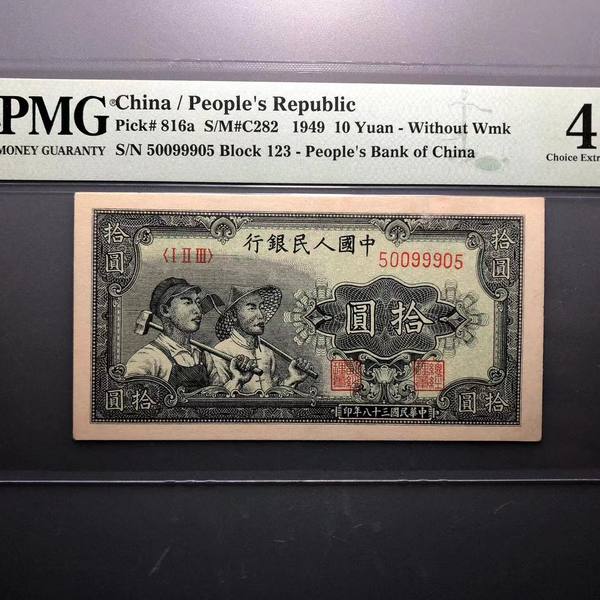 PMG® China / People's Republic
Pick# 816a S/M#C282 1949 10 Yuan - Without Wmk
MONEY GUARANTY
S/N 50099905 Block 123 - People's Bank of China
4
Choice Extr
行銀民人國中
〈I II III〉
50099905
拾圓
圓拾
圓拾
印年八十三國民華中
圓拾
拾圓